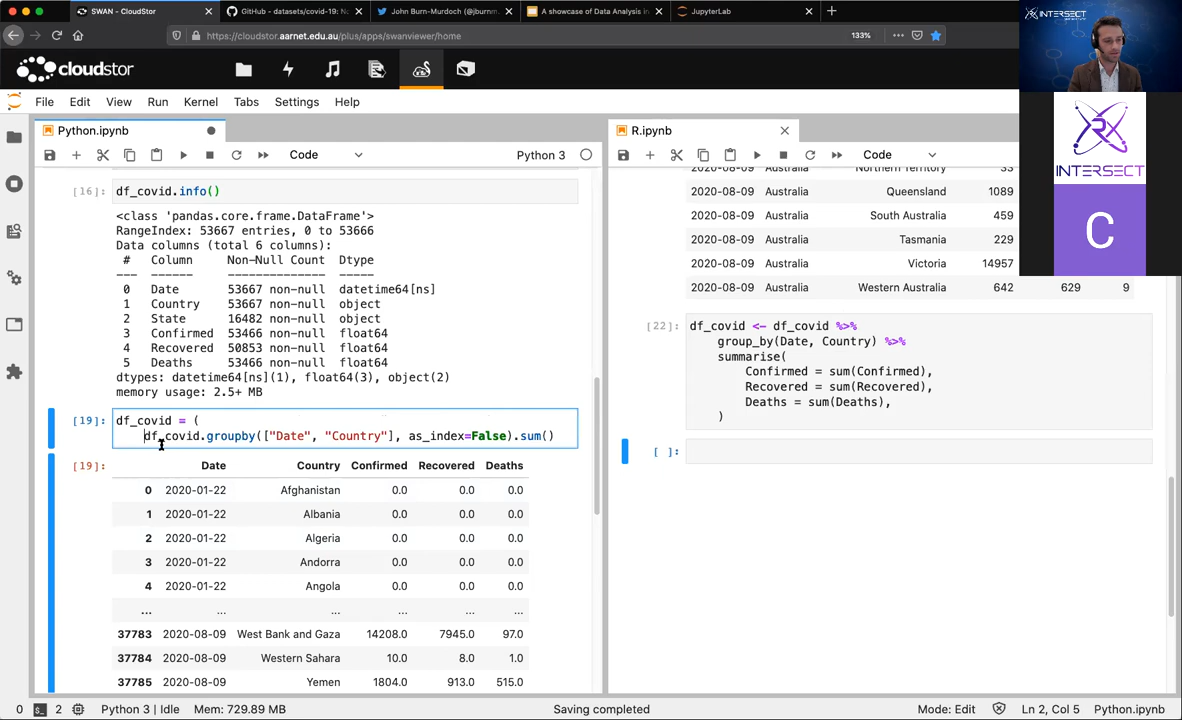 SWAN - CloudStor
GitHub - datasets/covid-19: No
John Burn-Murdoch (@jburnm
A showcase of Data Analysis in
JupyterLab
https://cloudstor.aarnet.edu.au/plus/apps/swanviewer/home
133%
cloudstor
INTERSECT
File Edit View Run Kernel Tabs Settings Help
Python.ipynb
Code
Python 3
[16]:
df_covid.info()
<class 'pandas.core.frame.DataFrame'>
RangeIndex: 53667 entries, 0 to 53666
Data columns (total 6 columns):
# Column Non-Null Count Dtype
--- ------ -------------- -----
0 Date 53667 non-null datetime64[ns]
1 Country 53667 non-null object
2 State 16482 non-null object
3 Confirmed 53466 non-null float64
4 Recovered 50853 non-null float64
5 Deaths 53466 non-null float64
dtypes: datetime64[ns](1), float64(3), object(2)
memory usage: 2.5+ MB
[19]:
df_covid = (
df_covid.groupby(["Date", "Country"], as_index=False).sum()
[19]:
Date Country Confirmed Recovered Deaths
0 2020-01-22 Afghanistan 0.0 0.0 0.0
1 2020-01-22 Albania 0.0 0.0 0.0
2 2020-01-22 Algeria 0.0 0.0 0.0
3 2020-01-22 Andorra 0.0 0.0 0.0
4 2020-01-22 Angola 0.0 0.0 0.0
... ... ... ... ... ...
37783 2020-08-09 West Bank and Gaza 14208.0 7945.0 97.0
37784 2020-08-09 Western Sahara 10.0 8.0 1.0
37785 2020-08-09 Yemen 1804.0 913.0 515.0
R.ipynb
Code
2020-08-09 Australia Northern Territory 33
2020-08-09 Australia Queensland 1089
2020-08-09 Australia South Australia 459
2020-08-09 Australia Tasmania 229
2020-08-09 Australia Victoria 14957
2020-08-09 Australia Western Australia 642 629 9
[22]:
df_covid <- df_covid %>%
group_by(Date, Country) %>%
summarise(
Confirmed = sum(Confirmed),
Recovered = sum(Recovered),
Deaths = sum(Deaths),
)
[ ]:
INTERSECT
C
0 2 Python 3 | Idle Mem: 729.89 MB Saving completed Mode: Edit Ln 2, Col 5 Python.ipynb